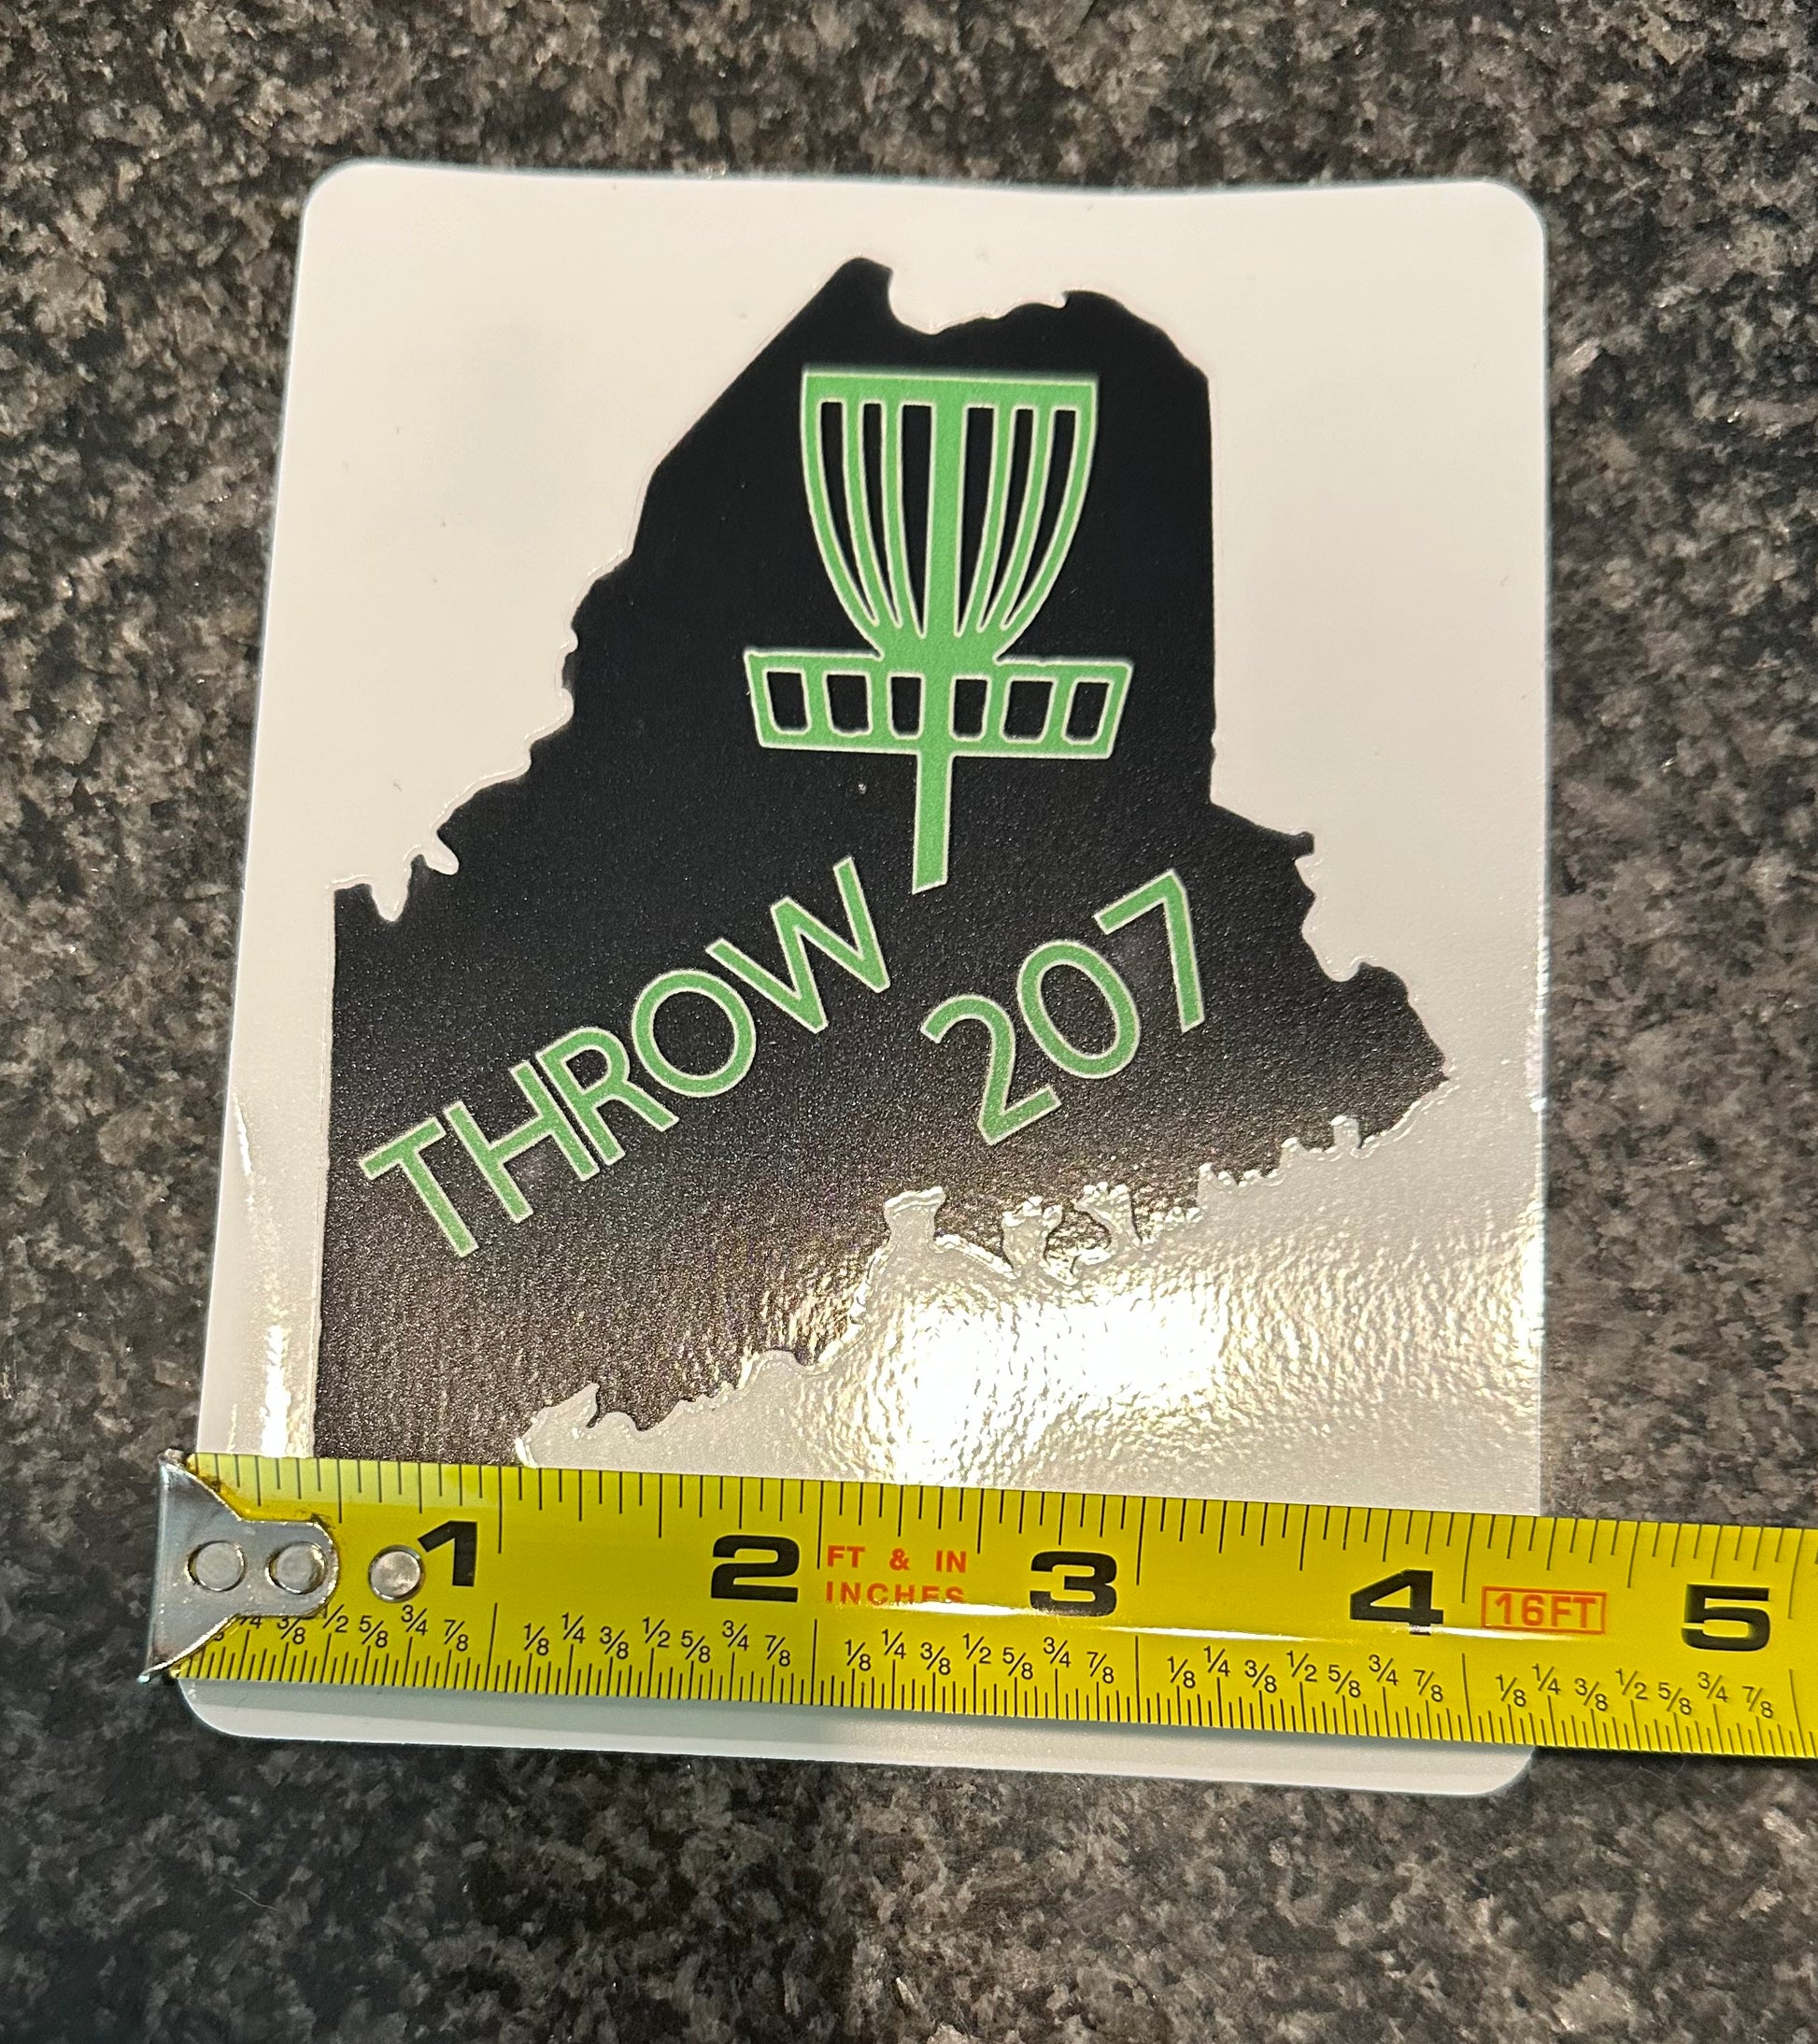 THROW
207
1 2 FT & IN 3 4 16FT 5
INCHES
1/4 3/8 1/2 5/8 3/4 7/8 1/8 1/4 3/8 1/2 5/8 3/4 7/8 1/8 1/4 3/8 1/2 5/8 3/4 7/8 1/8 1/4 3/8 1/2 5/8 3/4 7/8 1/8 1/4 3/8 1/2 5/8 3/4 7/8